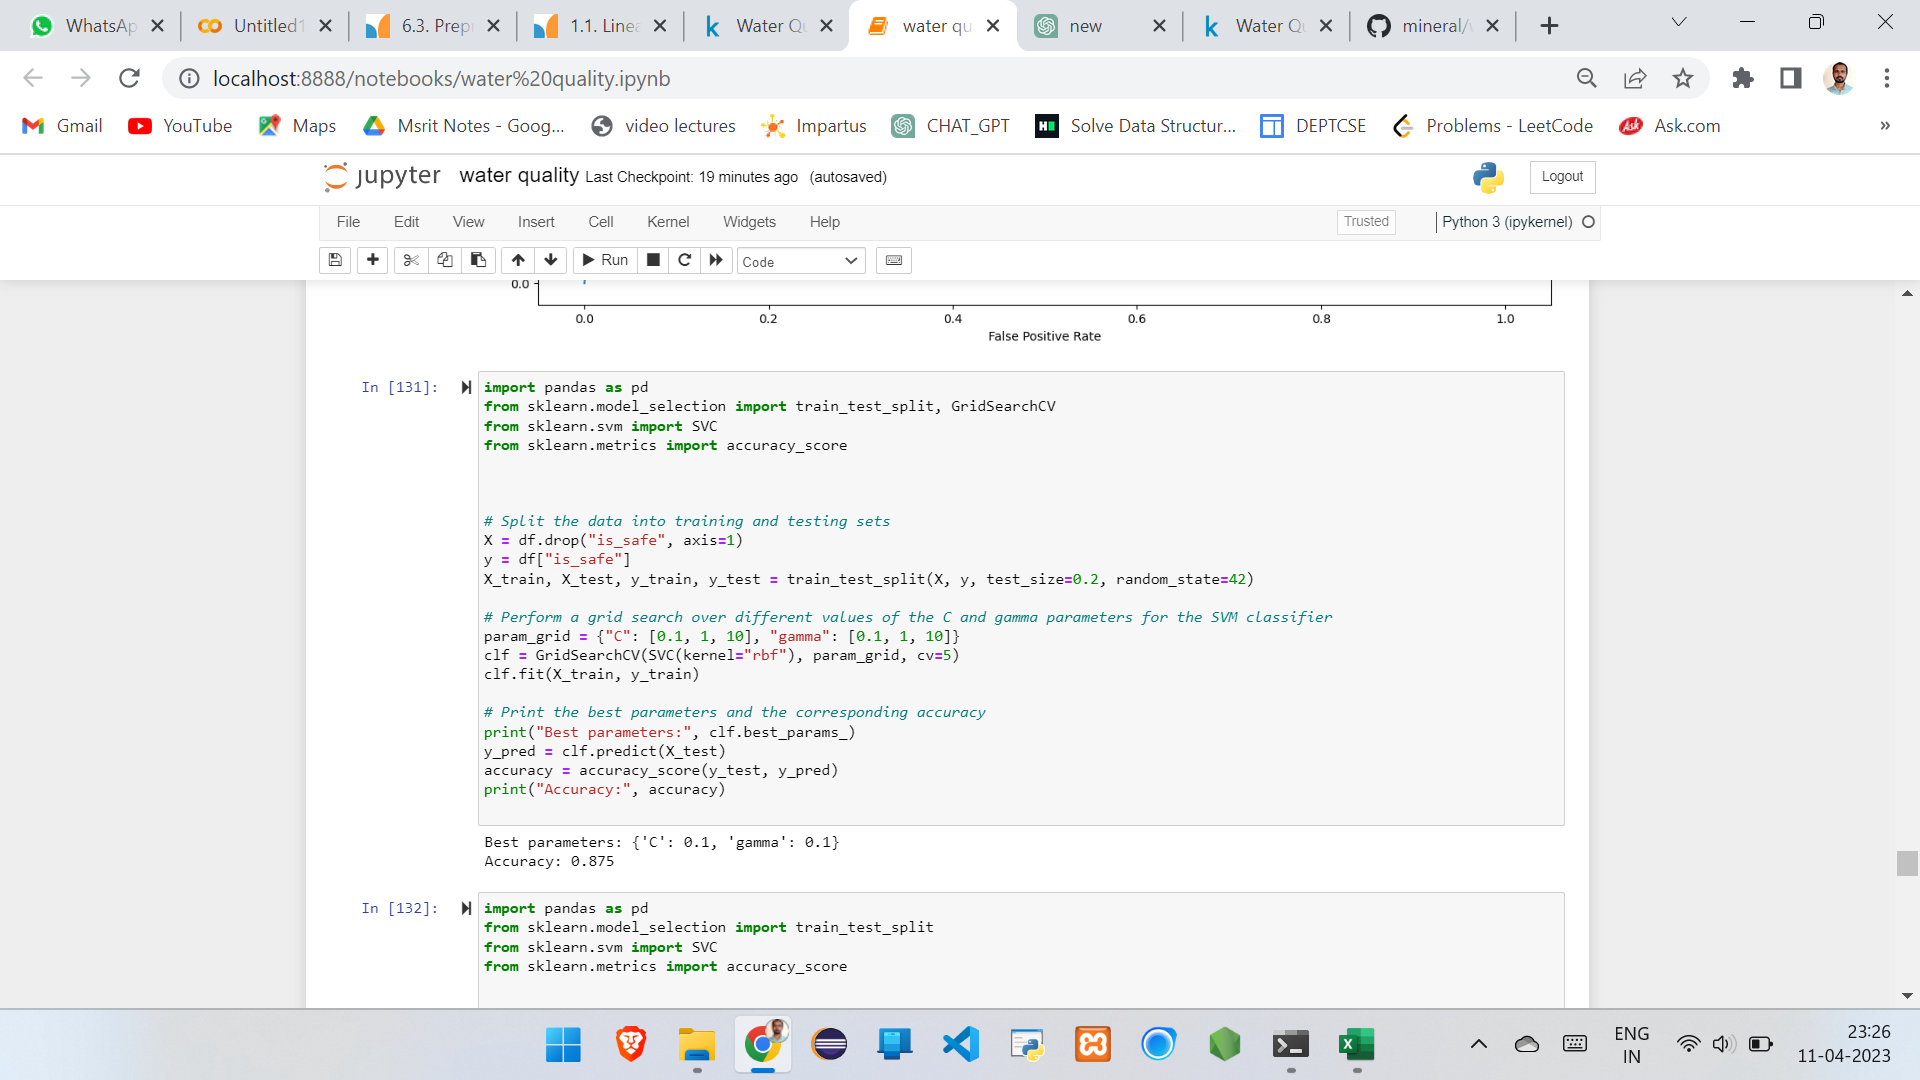 WhatsAp
Untitled1
6.3. Prepr
1.1. Linea
Water Qu
water qu
new
Water Qu
mineral/
localhost:8888/notebooks/water%20quality.ipynb
Gmail
YouTube
Maps
Msrit Notes - Goog...
video lectures
Impartus
CHAT_GPT
Solve Data Structur...
DEPTCSE
Problems - LeetCode
Ask.com
»
jupyter water quality Last Checkpoint: 19 minutes ago (autosaved)
Logout
File Edit View Insert Cell Kernel Widgets Help
Trusted
Python 3 (ipykernel)
Run
Code
0.0
0.0 0.2 0.4 0.6 0.8 1.0
False Positive Rate
In [131]:
import pandas as pd
from sklearn.model_selection import train_test_split, GridSearchCV
from sklearn.svm import SVC
from sklearn.metrics import accuracy_score
# Split the data into training and testing sets
X = df.drop("is_safe", axis=1)
y = df["is_safe"]
X_train, X_test, y_train, y_test = train_test_split(X, y, test_size=0.2, random_state=42)
# Perform a grid search over different values of the C and gamma parameters for the SVM classifier
param_grid = {"C": [0.1, 1, 10], "gamma": [0.1, 1, 10]}
clf = GridSearchCV(SVC(kernel="rbf"), param_grid, cv=5)
clf.fit(X_train, y_train)
# Print the best parameters and the corresponding accuracy
print("Best parameters:", clf.best_params_)
y_pred = clf.predict(X_test)
accuracy = accuracy_score(y_test, y_pred)
print("Accuracy:", accuracy)
Best parameters: {'C': 0.1, 'gamma': 0.1}
Accuracy: 0.875
In [132]:
import pandas as pd
from sklearn.model_selection import train_test_split
from sklearn.svm import SVC
from sklearn.metrics import accuracy_score
ENG
IN
23:26
11-04-2023